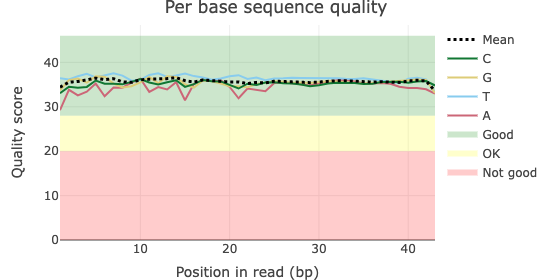 Per base sequence quality
Quality score
40
30
20
10
0
10
20
30
40
Position in read (bp)
Mean
C
G
T
A
Good
OK
Not good